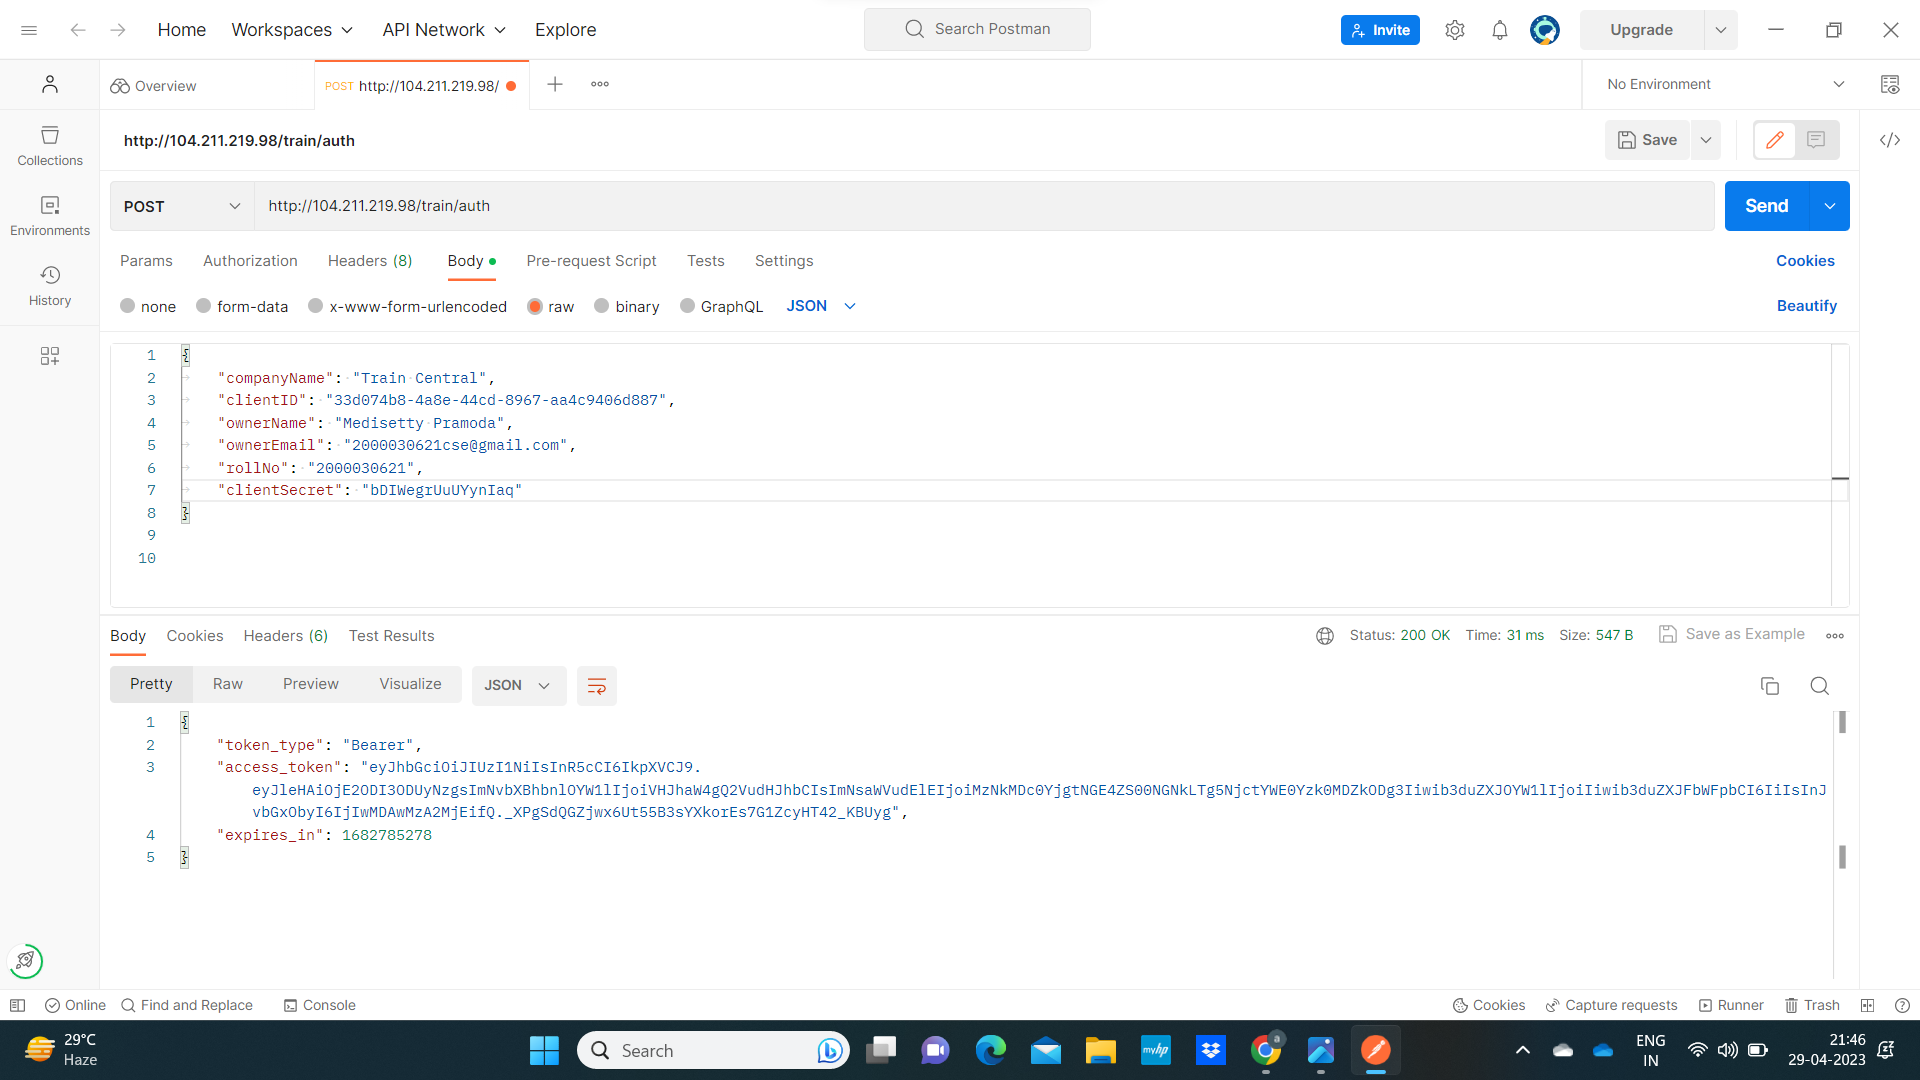 Home Workspaces API Network Explore Search Postman Invite Upgrade
Overview POST http://104.211.219.98/ No Environment
http://104.211.219.98/train/auth Save
Collections
Environments
History
POST http://104.211.219.98/train/auth Send
Params Authorization Headers (8) Body Pre-request Script Tests Settings Cookies
none form-data x-www-form-urlencoded raw binary GraphQL JSON Beautify
1 {
2 "companyName": "Train Central",
3 "clientID": "33d074b8-4a8e-44cd-8967-aa4c9406d887",
4 "ownerName": "Medisetty Pramoda",
5 "ownerEmail": "2000030621cse@gmail.com",
6 "rollNo": "2000030621",
7 "clientSecret": "bDIWegrUuUYynIaq"
8 }
9
10
Body Cookies Headers (6) Test Results Status: 200 OK Time: 31 ms Size: 547 B Save as Example
Pretty Raw Preview Visualize JSON
1 {
2 "token_type": "Bearer",
3 "access_token": "eyJhbGciOiJIUzI1NiIsInR5cCI6IkpXVCJ9.
eyJleHAiOjE2ODI3ODUyNzgsImNvbXBhbnlOYW1lIjoiVHJhaW4gQ2VudHJhbCIsImNsaWVudElEIjoiMzNkMDc0YjgtNGE4ZS00NGNkLTg5NjctYWE0Yzk0MDZkODg3Iiwib3duZXJOYW1lIjoiIiwib3duZXJFbWFpbCI6IiIsInJ
vbGxObyI6IjIwMDAwMzA2MjEifQ._XPgSdQGZjwx6Ut55B3sYXkorEs7G1ZcyHT42_KBUyg",
4 "expires_in": 1682785278
5 }
Online Find and Replace Console Cookies Capture requests Runner Trash
29°C
Haze
Search
myhp
a
ENG
IN
21:46
29-04-2023